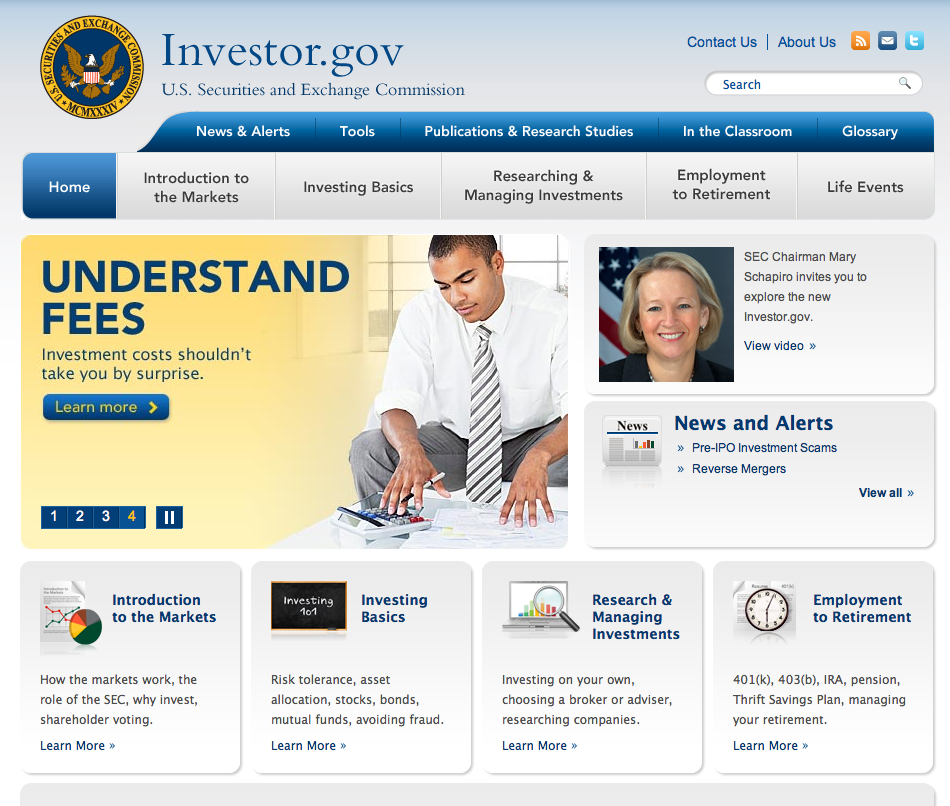 U.S. SECURITIES AND EXCHANGE COMMISSION
MCMXXXIV
Investor.gov
U.S. Securities and Exchange Commission
Contact Us | About Us
Search
News & Alerts
Tools
Publications & Research Studies
In the Classroom
Glossary
Home
Introduction to
the Markets
Investing Basics
Researching &
Managing Investments
Employment
to Retirement
Life Events
UNDERSTAND
FEES
Investment costs shouldn't
take you by surprise.
Learn more
1 2 3 4
SEC Chairman Mary
Schapiro invites you to
explore the new
Investor.gov.
View video »
News
News and Alerts
» Pre-IPO Investment Scams
» Reverse Mergers
View all »
Introduction
to the Markets
How the markets work, the
role of the SEC, why invest,
shareholder voting.
Learn More »
Investing
101
Investing
Basics
Risk tolerance, asset
allocation, stocks, bonds,
mutual funds, avoiding fraud.
Learn More »
Research &
Managing
Investments
Investing on your own,
choosing a broker or adviser,
researching companies.
Learn More »
Employment
to Retirement
401(k), 403(b), IRA, pension,
Thrift Savings Plan, managing
your retirement.
Learn More »